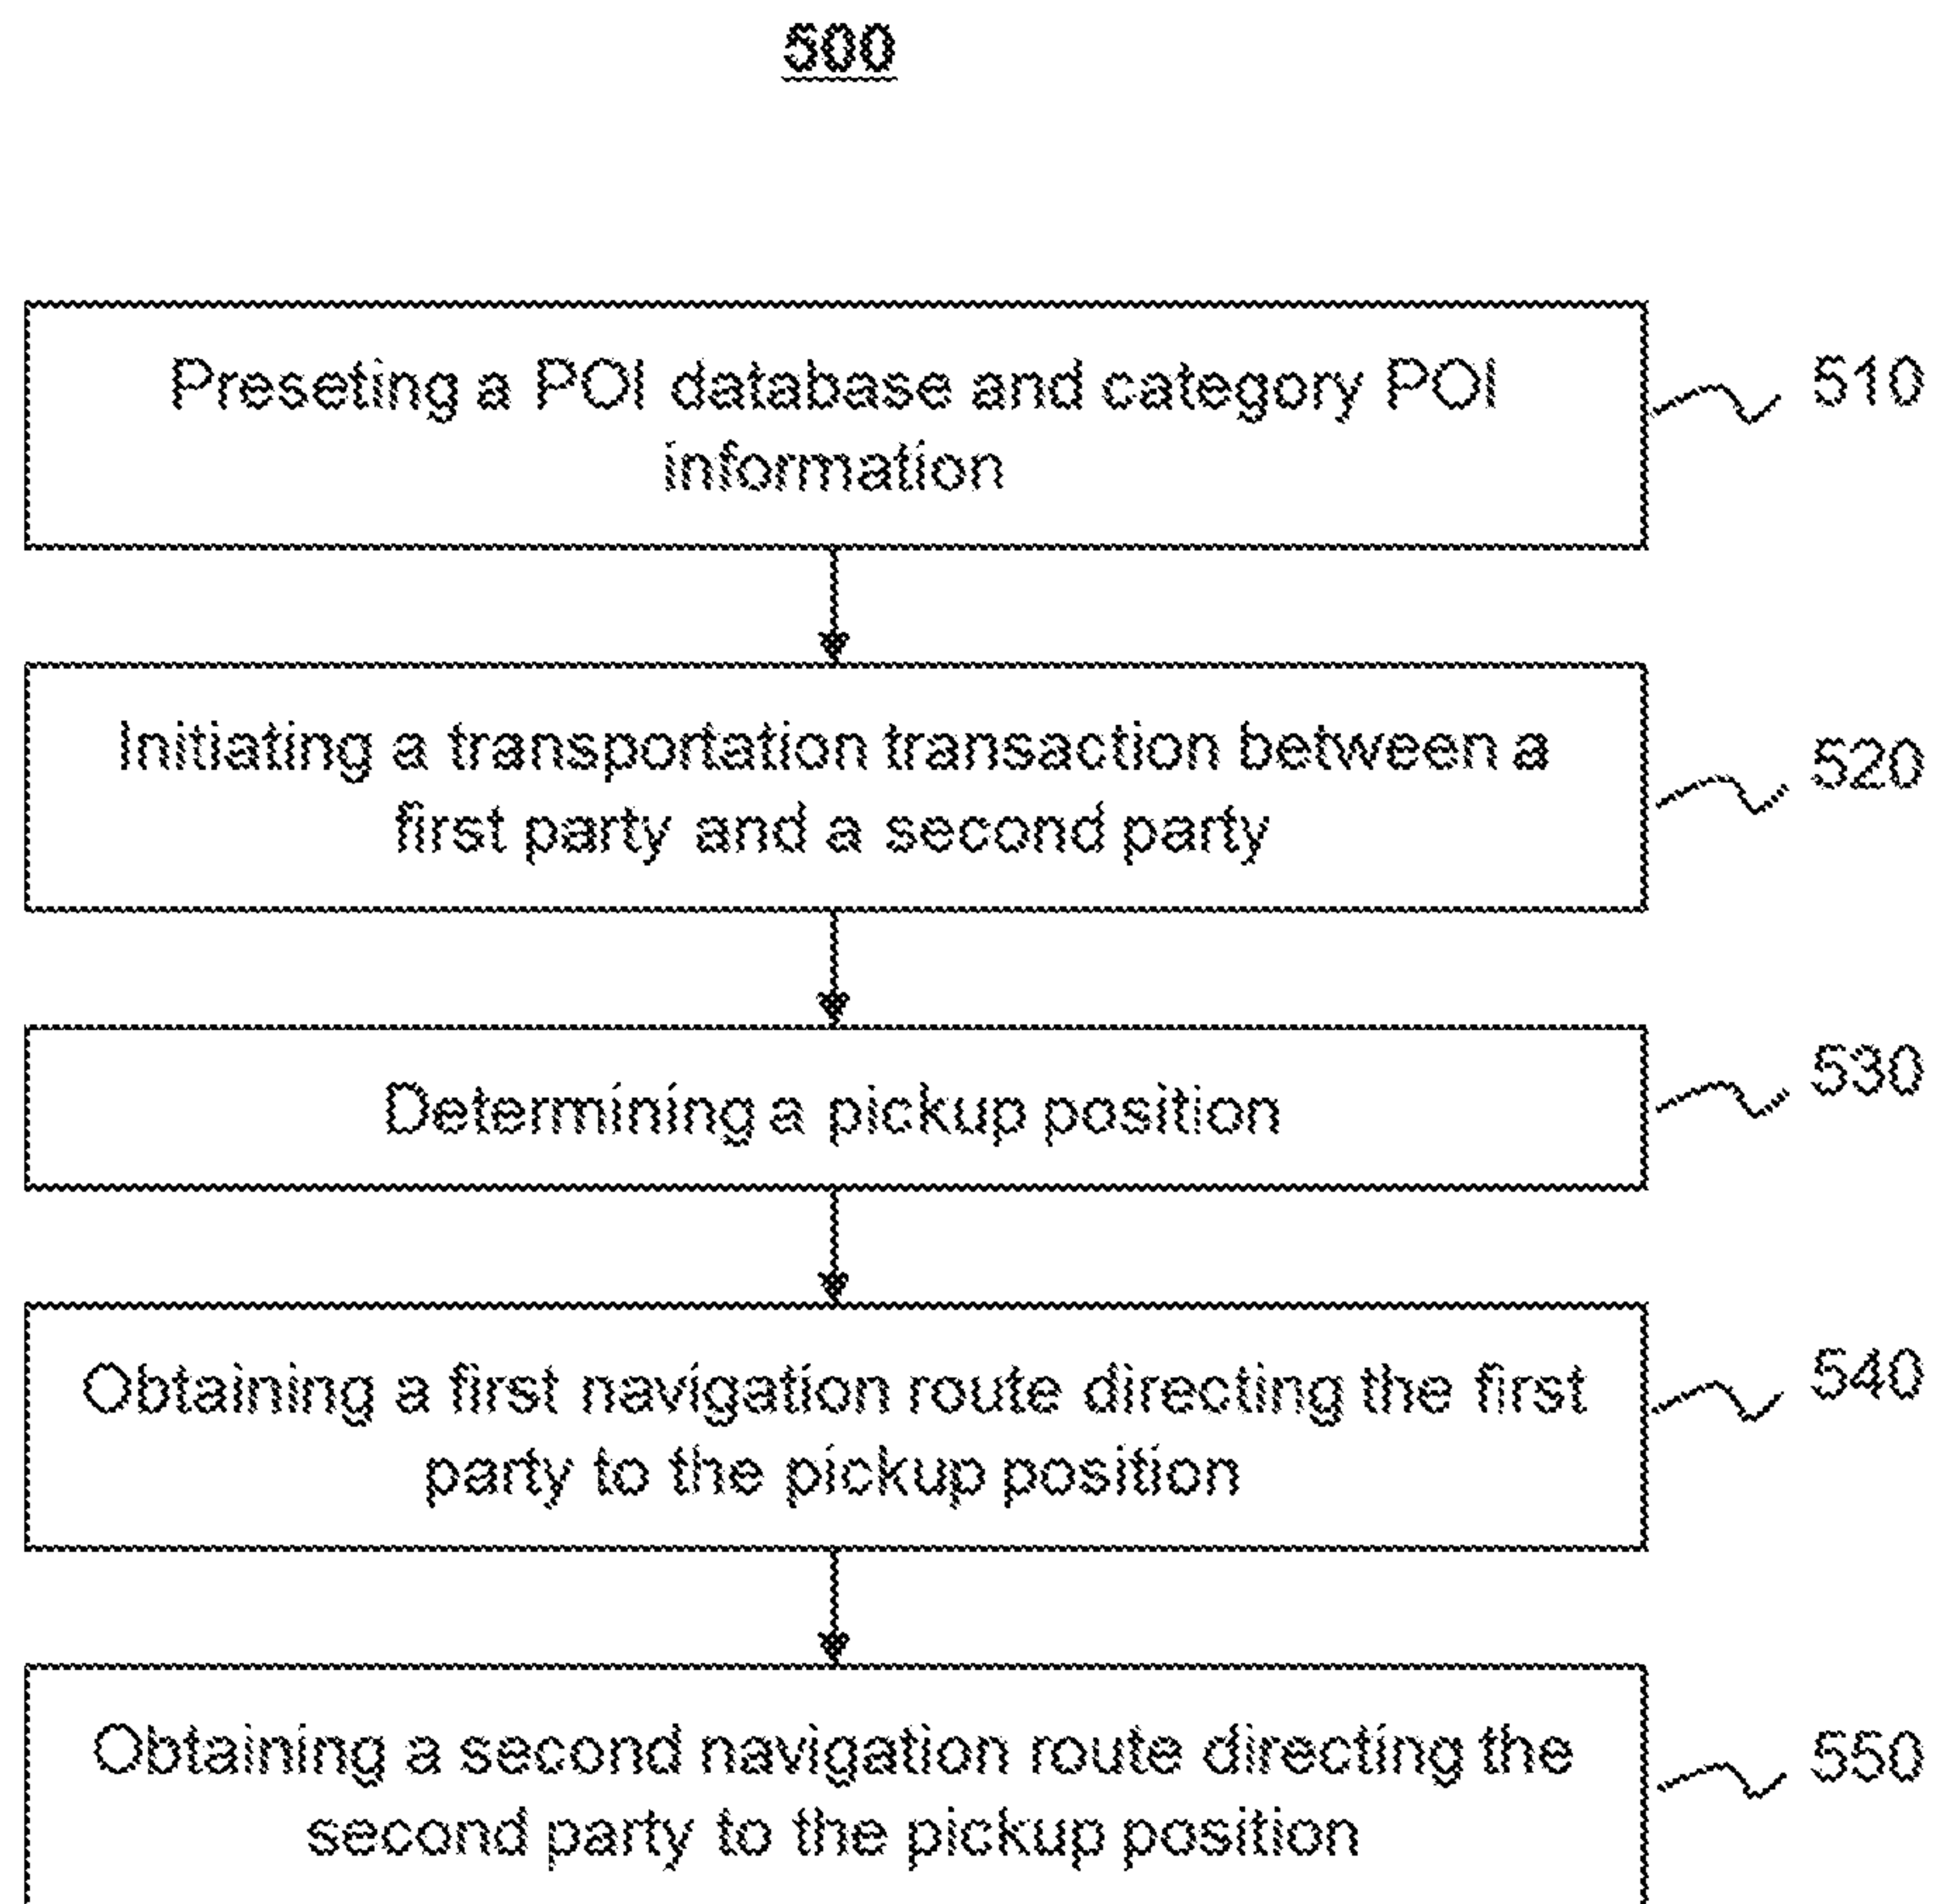 500
Preseting a POI database and category POI
information
510
Initiating a transportation transaction between a
first party and a second party
520
Determining a pickup position
530
Obtaining a first navigation route directing the first
party to the pickup position
540
Obtaining a second navigation route directing the
second party to the pickup position
550